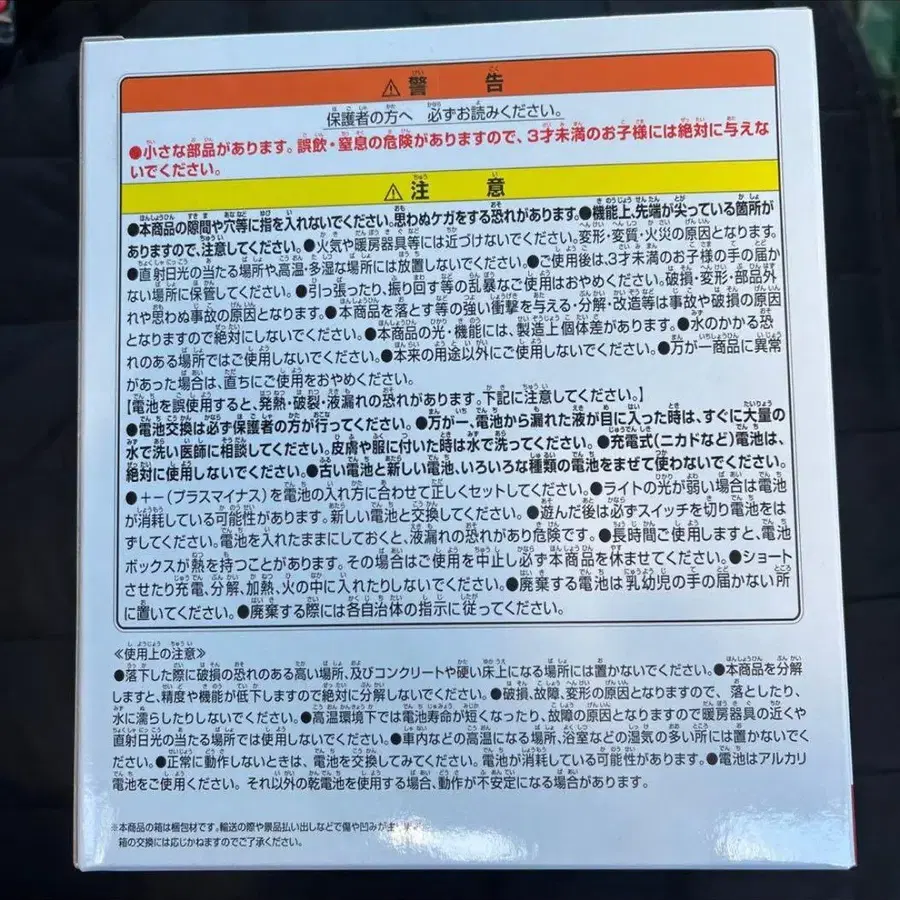 ⚠警告
保護者の方へ 必ずお読みください。
●小さな部品があります。誤飲・窒息の危険がありますので、3才未満のお子様には絶対に与えな
いでください。
⚠注意
●本商品の隙間や穴等に指を入れないでください。思わぬケガをする恐れがあります。●機能上、先端が尖っている箇所が
ありますので、注意してください。●火気や暖房器具等には近づけないでください。変形・変質・火災の原因となります。
●直射日光の当たる場所や高温・多湿な場所には放置しないでください。●ご使用後は、3才未満のお子様の手の届か
ない場所に保管してください。●引っ張ったり、振り回す等の乱暴なご使用はおやめください。破損・変形・部品外
れや思わぬ事故の原因となります。●本商品を落とす等の強い衝撃を与える・分解・改造等は事故や破損の原因
となりますので絶対にしないでください。●本商品の光・機能には、製造上個体差があります。●水のかかる恐
れのある場所ではご使用しないでください。●本来の用途以外にご使用しないでください。●万が一商品に異常
があった場合は、直ちにご使用をおやめください。
【電池を誤使用すると、発熱・破裂・液漏れの恐れがあります。下記に注意してください。】
●電池交換は必ず保護者の方が行ってください。●万が一、電池から漏れた液が目に入った時は、すぐに大量の
水で洗い医師に相談してください。皮膚や服に付いた時は水で洗ってください。●充電式(ニカドなど)電池は、
絶対に使用しないでください。●古い電池と新しい電池、いろいろな種類の電池をまぜて使わないでください。
●+−(プラスマイナス)を電池の入れ方に合わせて正しくセットしてください。●ライトの光が弱い場合は電池
が消耗している可能性があります。新しい電池と交換してください。●遊んだ後は必ずスイッチを切り電池をは
ずしてください。電池を入れたままにしておくと、液漏れの恐れがあり危険です。●長時間ご使用しますと、電池
ボックスが熱を持つことがあります。その場合はご使用を中止し必ず本商品を休ませてください。●ショート
させたり充電、分解、加熱、火の中に入れたりしないでください。●廃棄する電池は乳幼児の手の届かない所
に置いてください。●廃棄する際には各自治体の指示に従ってください。
≪使用上の注意≫
●落下した際に破損の恐れのある高い場所、及びコンクリートや硬い床上になる場所には置かないでください。●本商品を分解
しますと、精度や機能が低下しますので絶対に分解しないでください。●破損、故障、変形の原因となりますので、落としたり、
水に濡らしたりしないでください。●高温環境下では電池寿命が短くなったり、故障の原因となりますので暖房器具の近くや
直射日光の当たる場所では使用しないでください。●車内などの高温になる場所、浴室などの湿気の多い所には置かないでくだ
さい。●正常に動作しないときは、電池を交換してみてください。電池が消耗している可能性があります。●電池はアルカリ
電池をご使用ください。それ以外の乾電池を使用する場合、動作が不安定になる場合があります。
※本商品の箱は梱包材です。輸送の際や景品払い出しなどで傷や凹みが
箱の交換には応じかねますのでご了承ください。